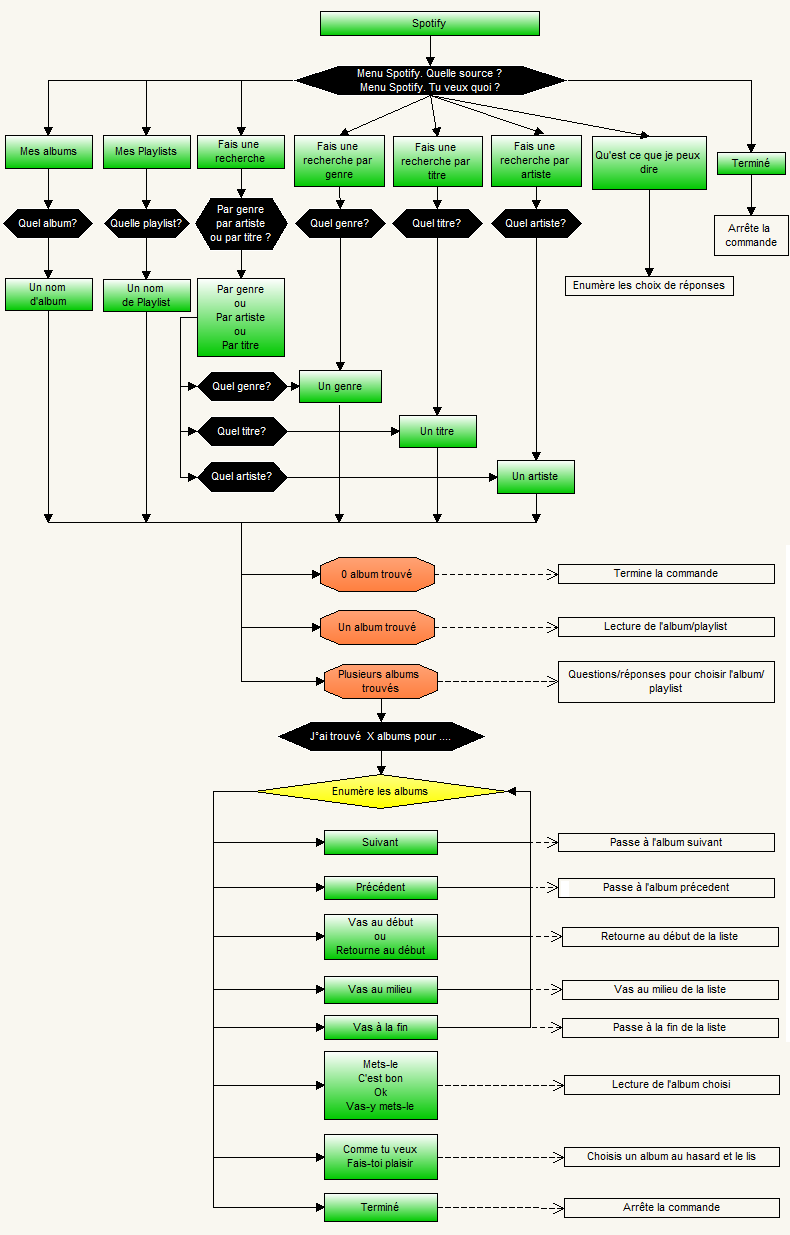 Spotify
Menu Spotify. Quelle source ?
Menu Spotify. Tu veux quoi ?
Mes albums
Mes Playlists
Fais une
recherche
Fais une
recherche par
genre
Fais une
recherche par
titre
Fais une
recherche par
artiste
Qu'est ce que je peux
dire
Terminé
Quel album?
Quelle playlist?
Par genre
par artiste
ou par titre ?
Quel genre?
Quel titre?
Quel artiste?
Arrête la
commande
Un nom
d'album
Un nom
de Playlist
Par genre
ou
Par artiste
ou
Par titre
Enumère les choix de réponses
Quel genre?
Un genre
Quel titre?
Un titre
Quel artiste?
Un artiste
0 album trouvé
Termine la commande
Un album trouvé
Lecture de l'album/playlist
Plusieurs albums
trouvés
Questions/réponses pour choisir l'album/
playlist
J'ai trouvé X albums pour ....
Enumère les albums
Suivant
Passe à l'album suivant
Précédent
Passe à l'album précedent
Vas au début
ou
Retourne au début
Retourne au début de la liste
Vas au milieu
Vas au milieu de la liste
Vas à la fin
Passe à la fin de la liste
Mets-le
C'est bon
Ok
Vas-y mets-le
Lecture de l'album choisi
Comme tu veux
Fais-toi plaisir
Choisis un album au hasard et le lis
Terminé
Arrête la commande